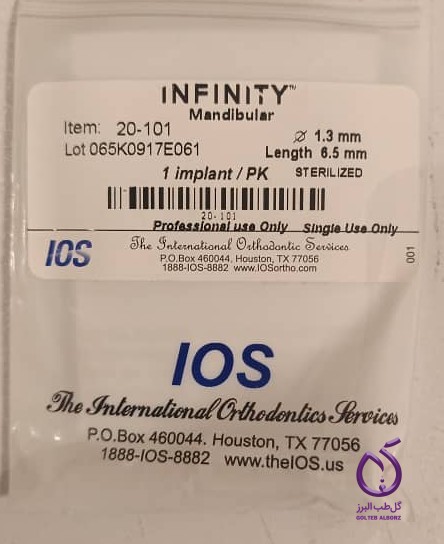 INFINITY™
Mandibular
Item: 20-101
⌀ 1.3 mm
Lot 065K0917E061
Length 6.5 mm
1 implant / PK
STERILIZED
20-101
Professional use Only Single Use Only
IOS
The International Orthodontic Services
P.O.Box 460044, Houston, TX 77056
1888-IOS-8882 www.IOSortho.com
001
IOS
The International Orthodontics Services
P.O.Box 460044. Houston, TX 77056
1888-IOS-8882 www.theIOS.us
گل طب البرز
GOLTEB ALBORZ